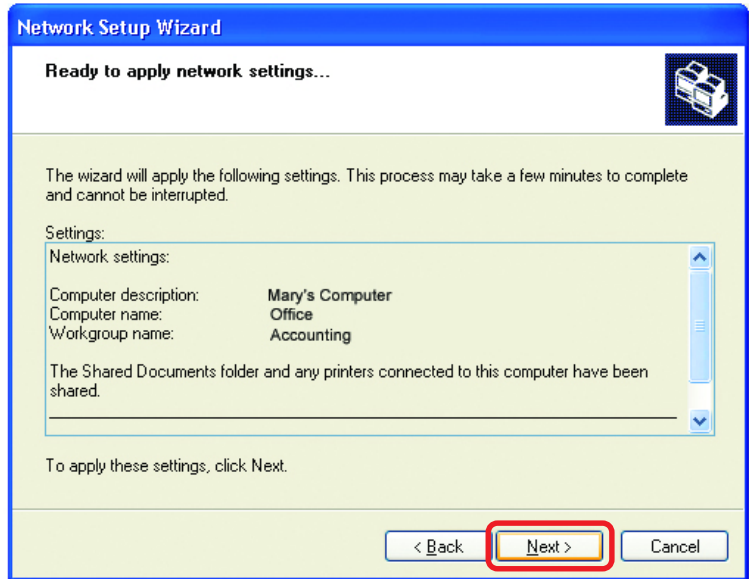 Network Setup Wizard
Ready to apply network settings...
The wizard will apply the following settings. This process may take a few minutes to complete
and cannot be interrupted.
Settings:
Network settings:
Computer description: Mary's Computer
Computer name: Office
Workgroup name: Accounting
The Shared Documents folder and any printers connected to this computer have been
shared.
To apply these settings, click Next.
< Back Next > Cancel